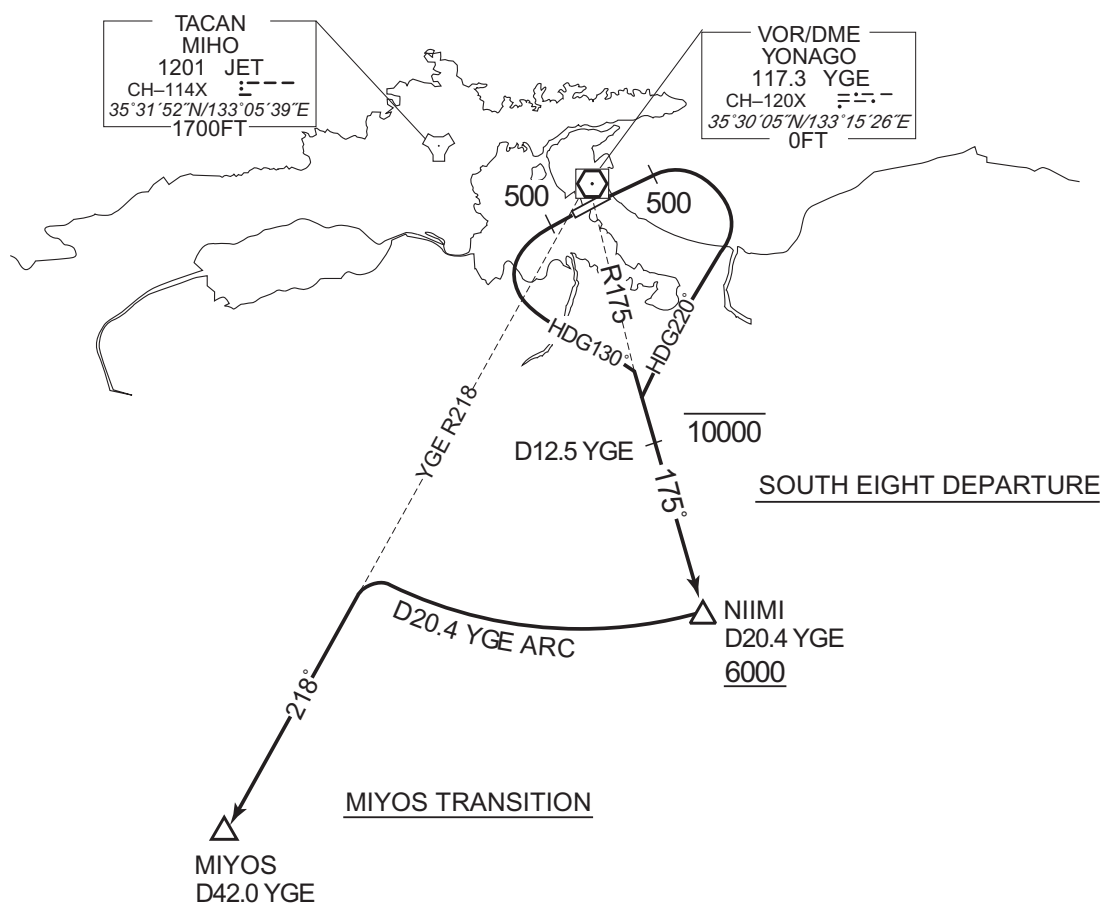 TACAN
MIHO
1201 JET
CH–114X
35°31´52˝N/133°05´39˝E
1700FT
VOR/DME
YONAGO
117.3 YGE
CH–120X
35°30´05˝N/133°15´26˝E
0FT
500
500
R175
HDG130°
HDG220°
YGE R218
10000
D12.5 YGE
175°
SOUTH EIGHT DEPARTURE
NIIMI
D20.4 YGE
6000
D20.4 YGE ARC
218°
MIYOS TRANSITION
MIYOS
D42.0 YGE